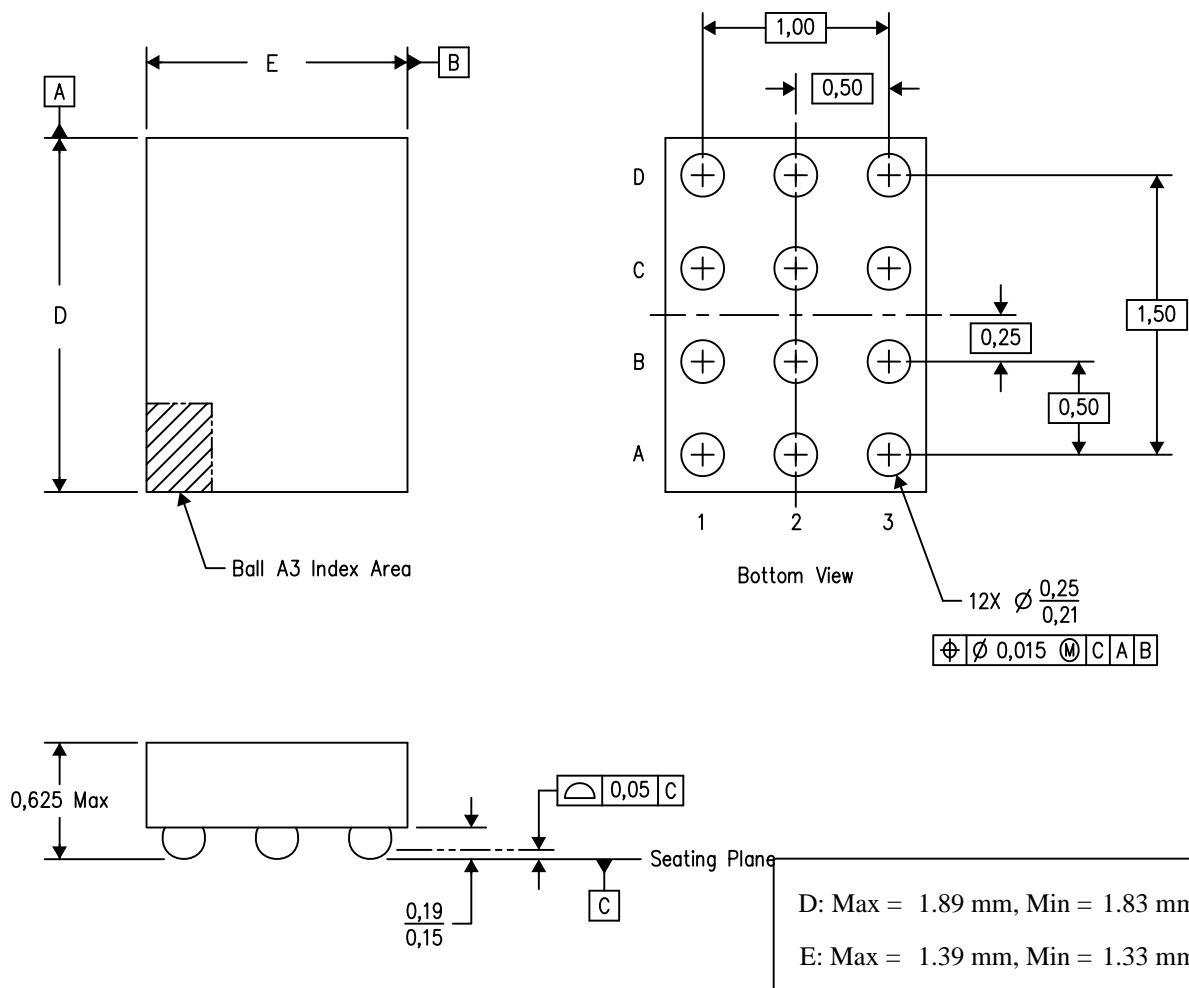 1,00
E
B
0,50
A
D
D
C
1,50
0,25
B
0,50
A
1 2 3
Ball A3 Index Area
Bottom View
12X Ø 0,25
0,21
⌖ Ø 0,015 Ⓜ C A B
0,625 Max
⌓ 0,05 C
Seating Plane
C
0,19
0,15
D: Max = 1.89 mm, Min = 1.83 mm
E: Max = 1.39 mm, Min = 1.33 mm